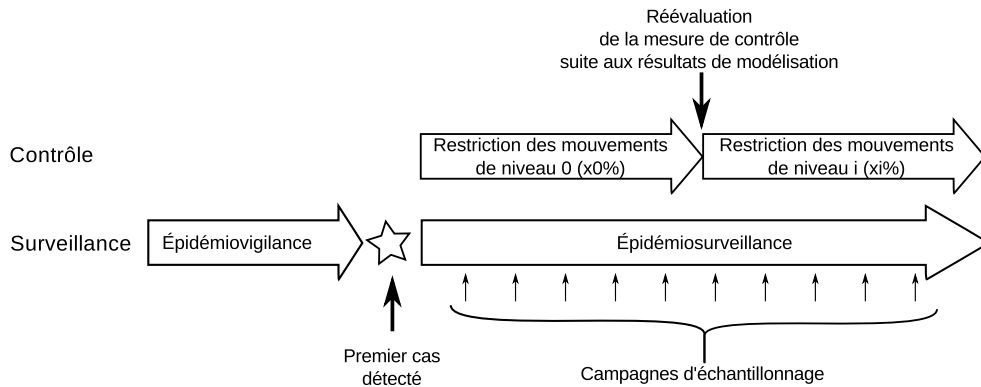 Réévaluation
de la mesure de contrôle
suite aux résultats de modélisation
Contrôle
Restriction des mouvements
de niveau 0 (x0%)
Restriction des mouvements
de niveau i (xi%)
Surveillance
Épidémiovigilance
Épidémiosurveillance
Premier cas
détecté
Campagnes d'échantillonnage